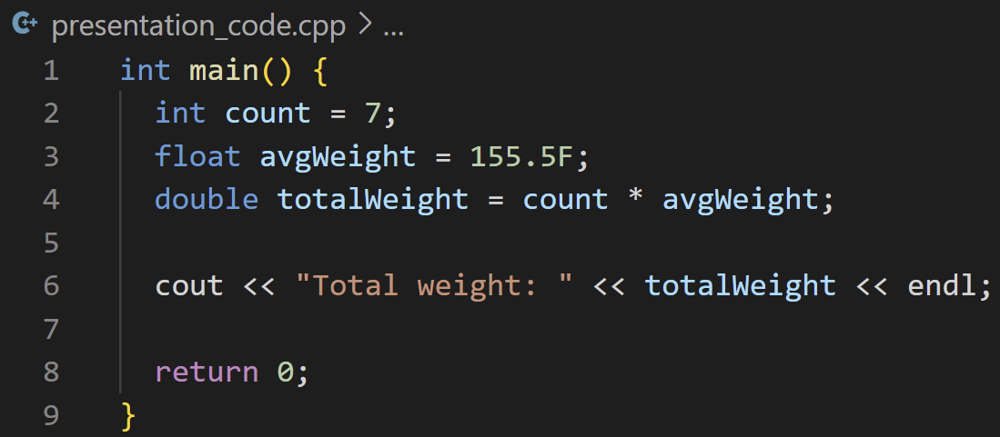 C++ presentation_code.cpp > ...
1 int main() {
2 int count = 7;
3 float avgWeight = 155.5F;
4 double totalWeight = count * avgWeight;
5
6 cout << "Total weight: " << totalWeight << endl;
7
8 return 0;
9 }